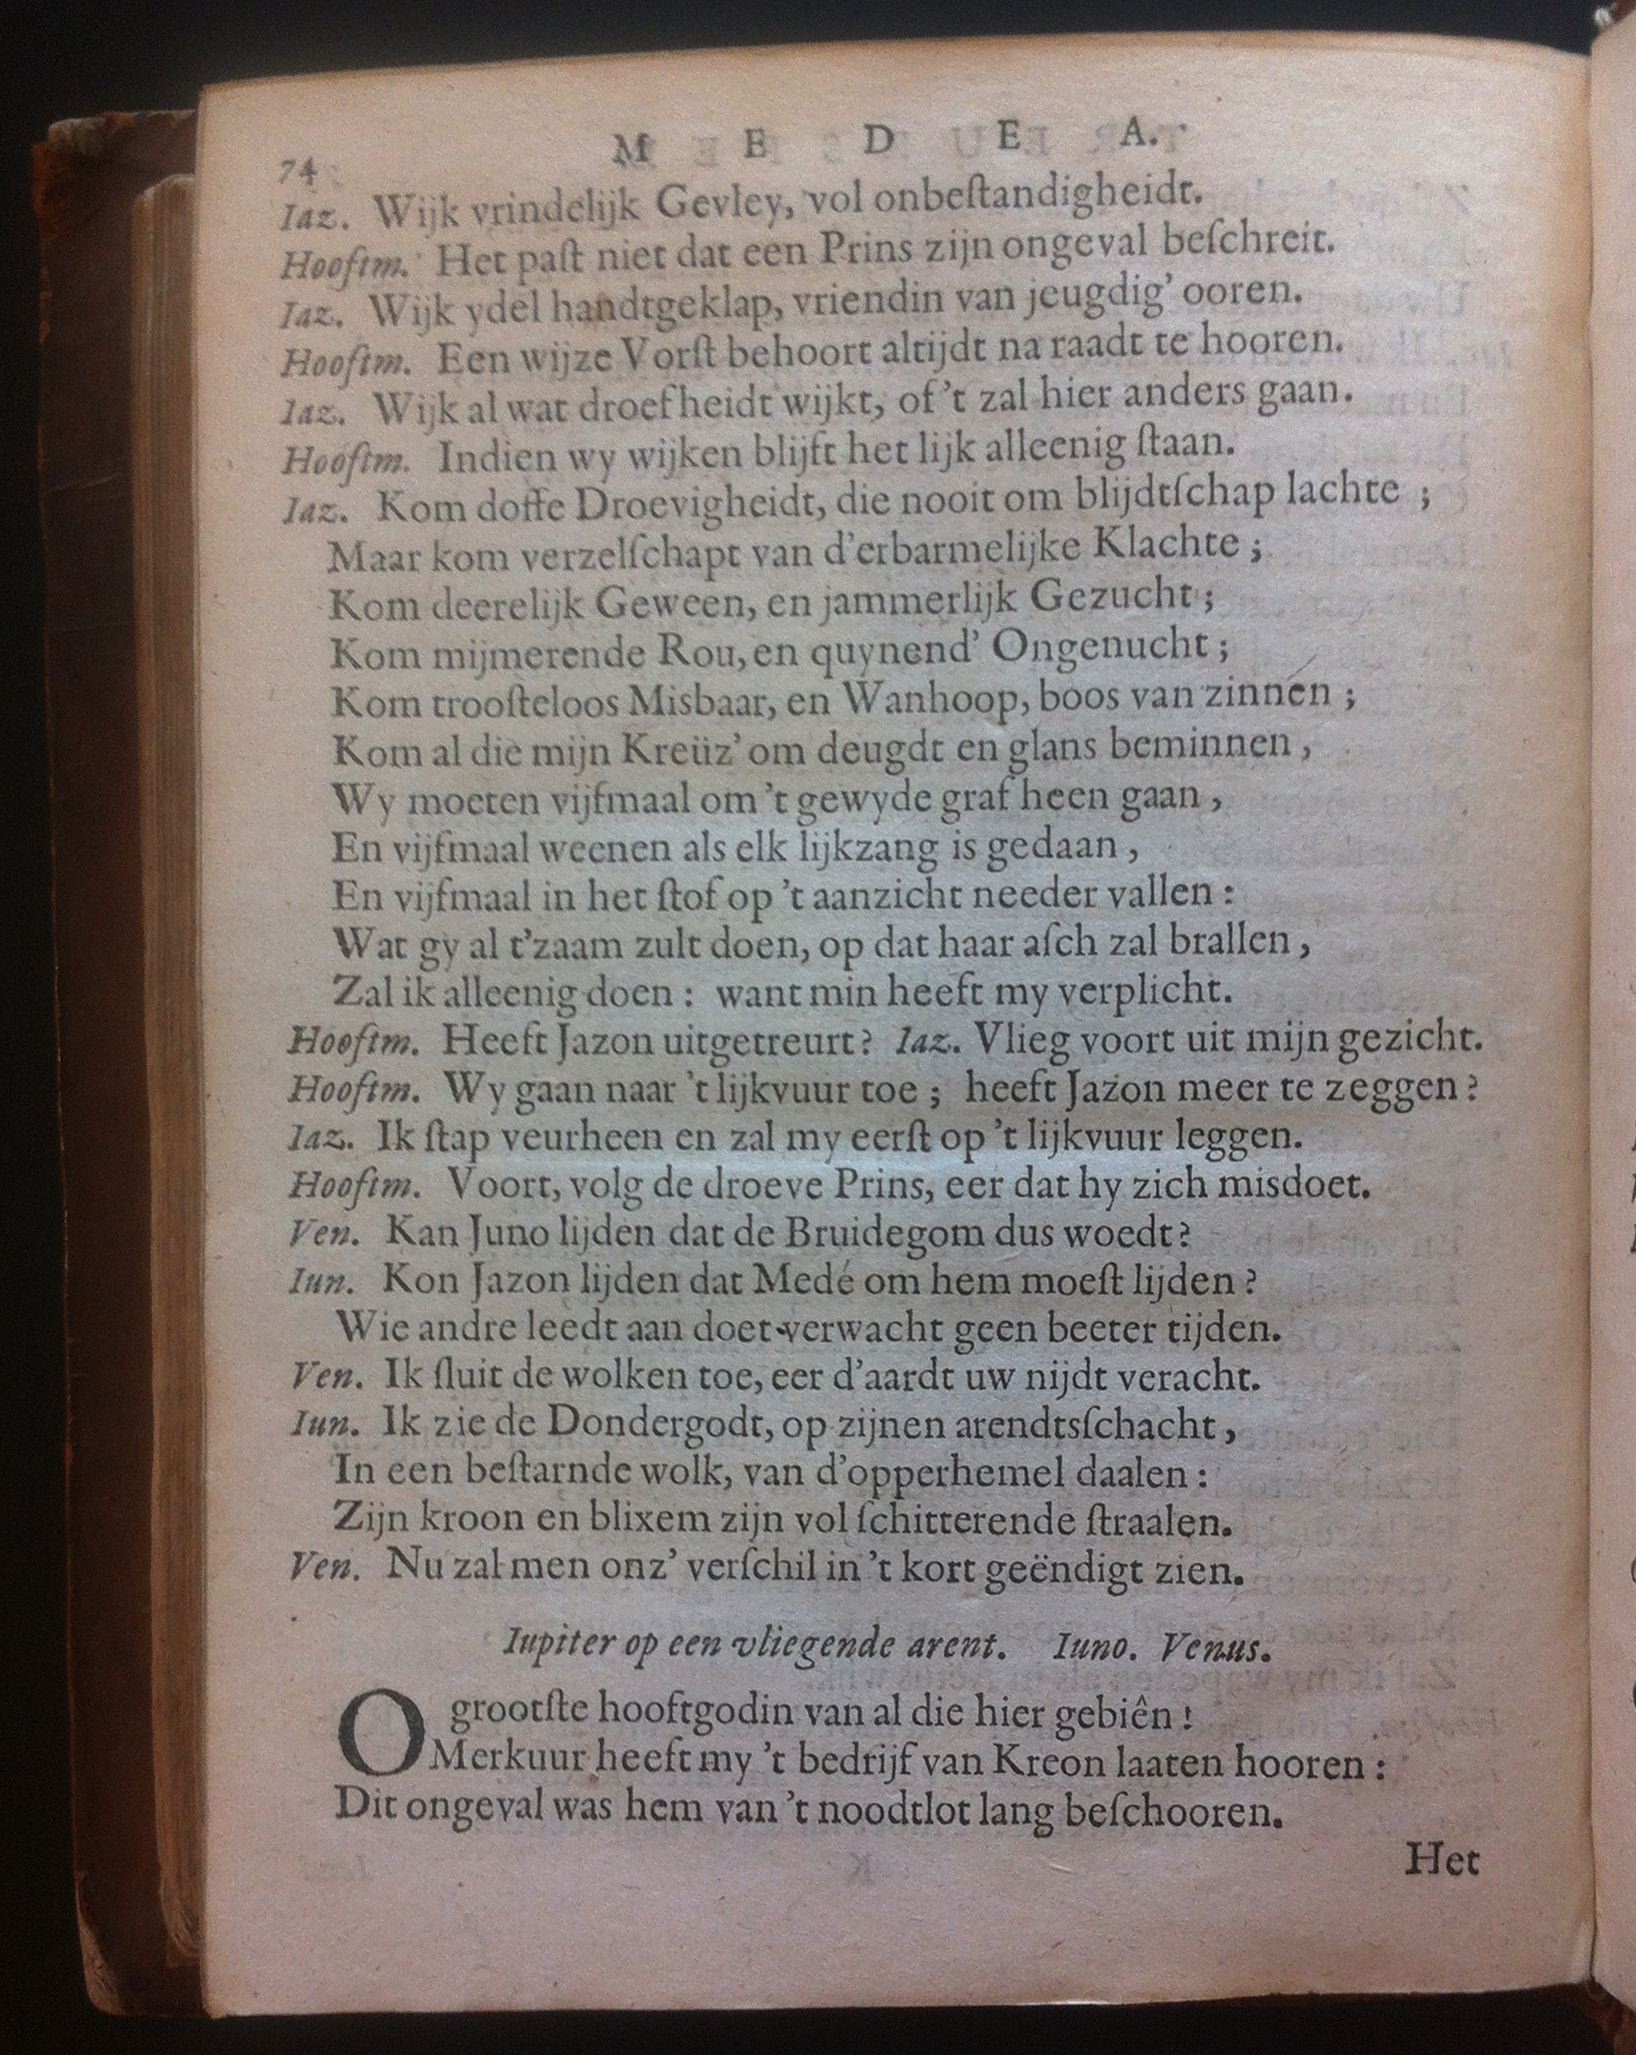 74 M E D E A.
Iaz. Wijk vrindelijk Gevley, vol onbeſtandigheidt.
Hooftm. Het paſt niet dat een Prins zijn ongeval beſchreit.
Iaz. Wijk ydel handtgeklap, vriendin van jeugdig’ ooren.
Hooftm. Een wijze Vorſt behoort altijdt na raadt te hooren.
Iaz. Wijk al wat droefheidt wijkt, of ’t zal hier anders gaan.
Hooftm. Indien wy wijken blijft het lijk alleenig ſtaan.
Iaz. Kom doffe Droevigheidt, die nooit om blijdtſchap lachte ;
Maar kom verzelſchapt van d’erbarmelijke Klachte ;
Kom deerelijk Geween, en jammerlijk Gezucht ;
Kom mijmerende Rou, en quynend’ Ongenucht ;
Kom trooſteloos Misbaar, en Wanhoop, boos van zinnen ;
Kom al die mijn Kreüz’ om deugdt en glans beminnen ,
Wy moeten vijfmaal om ’t gewyde graf heen gaan ,
En vijfmaal weenen als elk lijkzang is gedaan ,
En vijfmaal in het ſtof op ’t aanzicht needer vallen :
Wat gy al t’zaam zult doen, op dat haar aſch zal brallen ,
Zal ik alleenig doen : want min heeft my verplicht.
Hooftm. Heeft Jazon uitgetreurt? Iaz. Vlieg voort uit mijn gezicht.
Hooftm. Wy gaan naar ’t lijkvuur toe ; heeft Jazon meer te zeggen ?
Iaz. Ik ſtap veurheen en zal my eerſt op ’t lijkvuur leggen.
Hooftm. Voort, volg de droeve Prins, eer dat hy zich misdoet.
Ven. Kan Juno lijden dat de Bruidegom dus woedt?
Iun. Kon Jazon lijden dat Medé om hem moeſt lijden ?
Wie andre leedt aan doet verwacht geen beeter tijden.
Ven. Ik ſluit de wolken toe, eer d’aardt uw nijdt veracht.
Iun. Ik zie de Dondergodt, op zijnen arendtsſchacht ,
In een beſtarnde wolk, van d’opperhemel daalen :
Zijn kroon en blixem zijn vol ſchitterende ſtraalen.
Ven. Nu zal men onz’ verſchil in ’t kort geëndigt zien.
Iupiter op een vliegende arent. Iuno. Venus.
O grootſte hooftgodin van al die hier gebiên !
Merkuur heeft my ’t bedrijf van Kreon laaten hooren :
Dit ongeval was hem van ’t noodtlot lang beſchooren.
Het